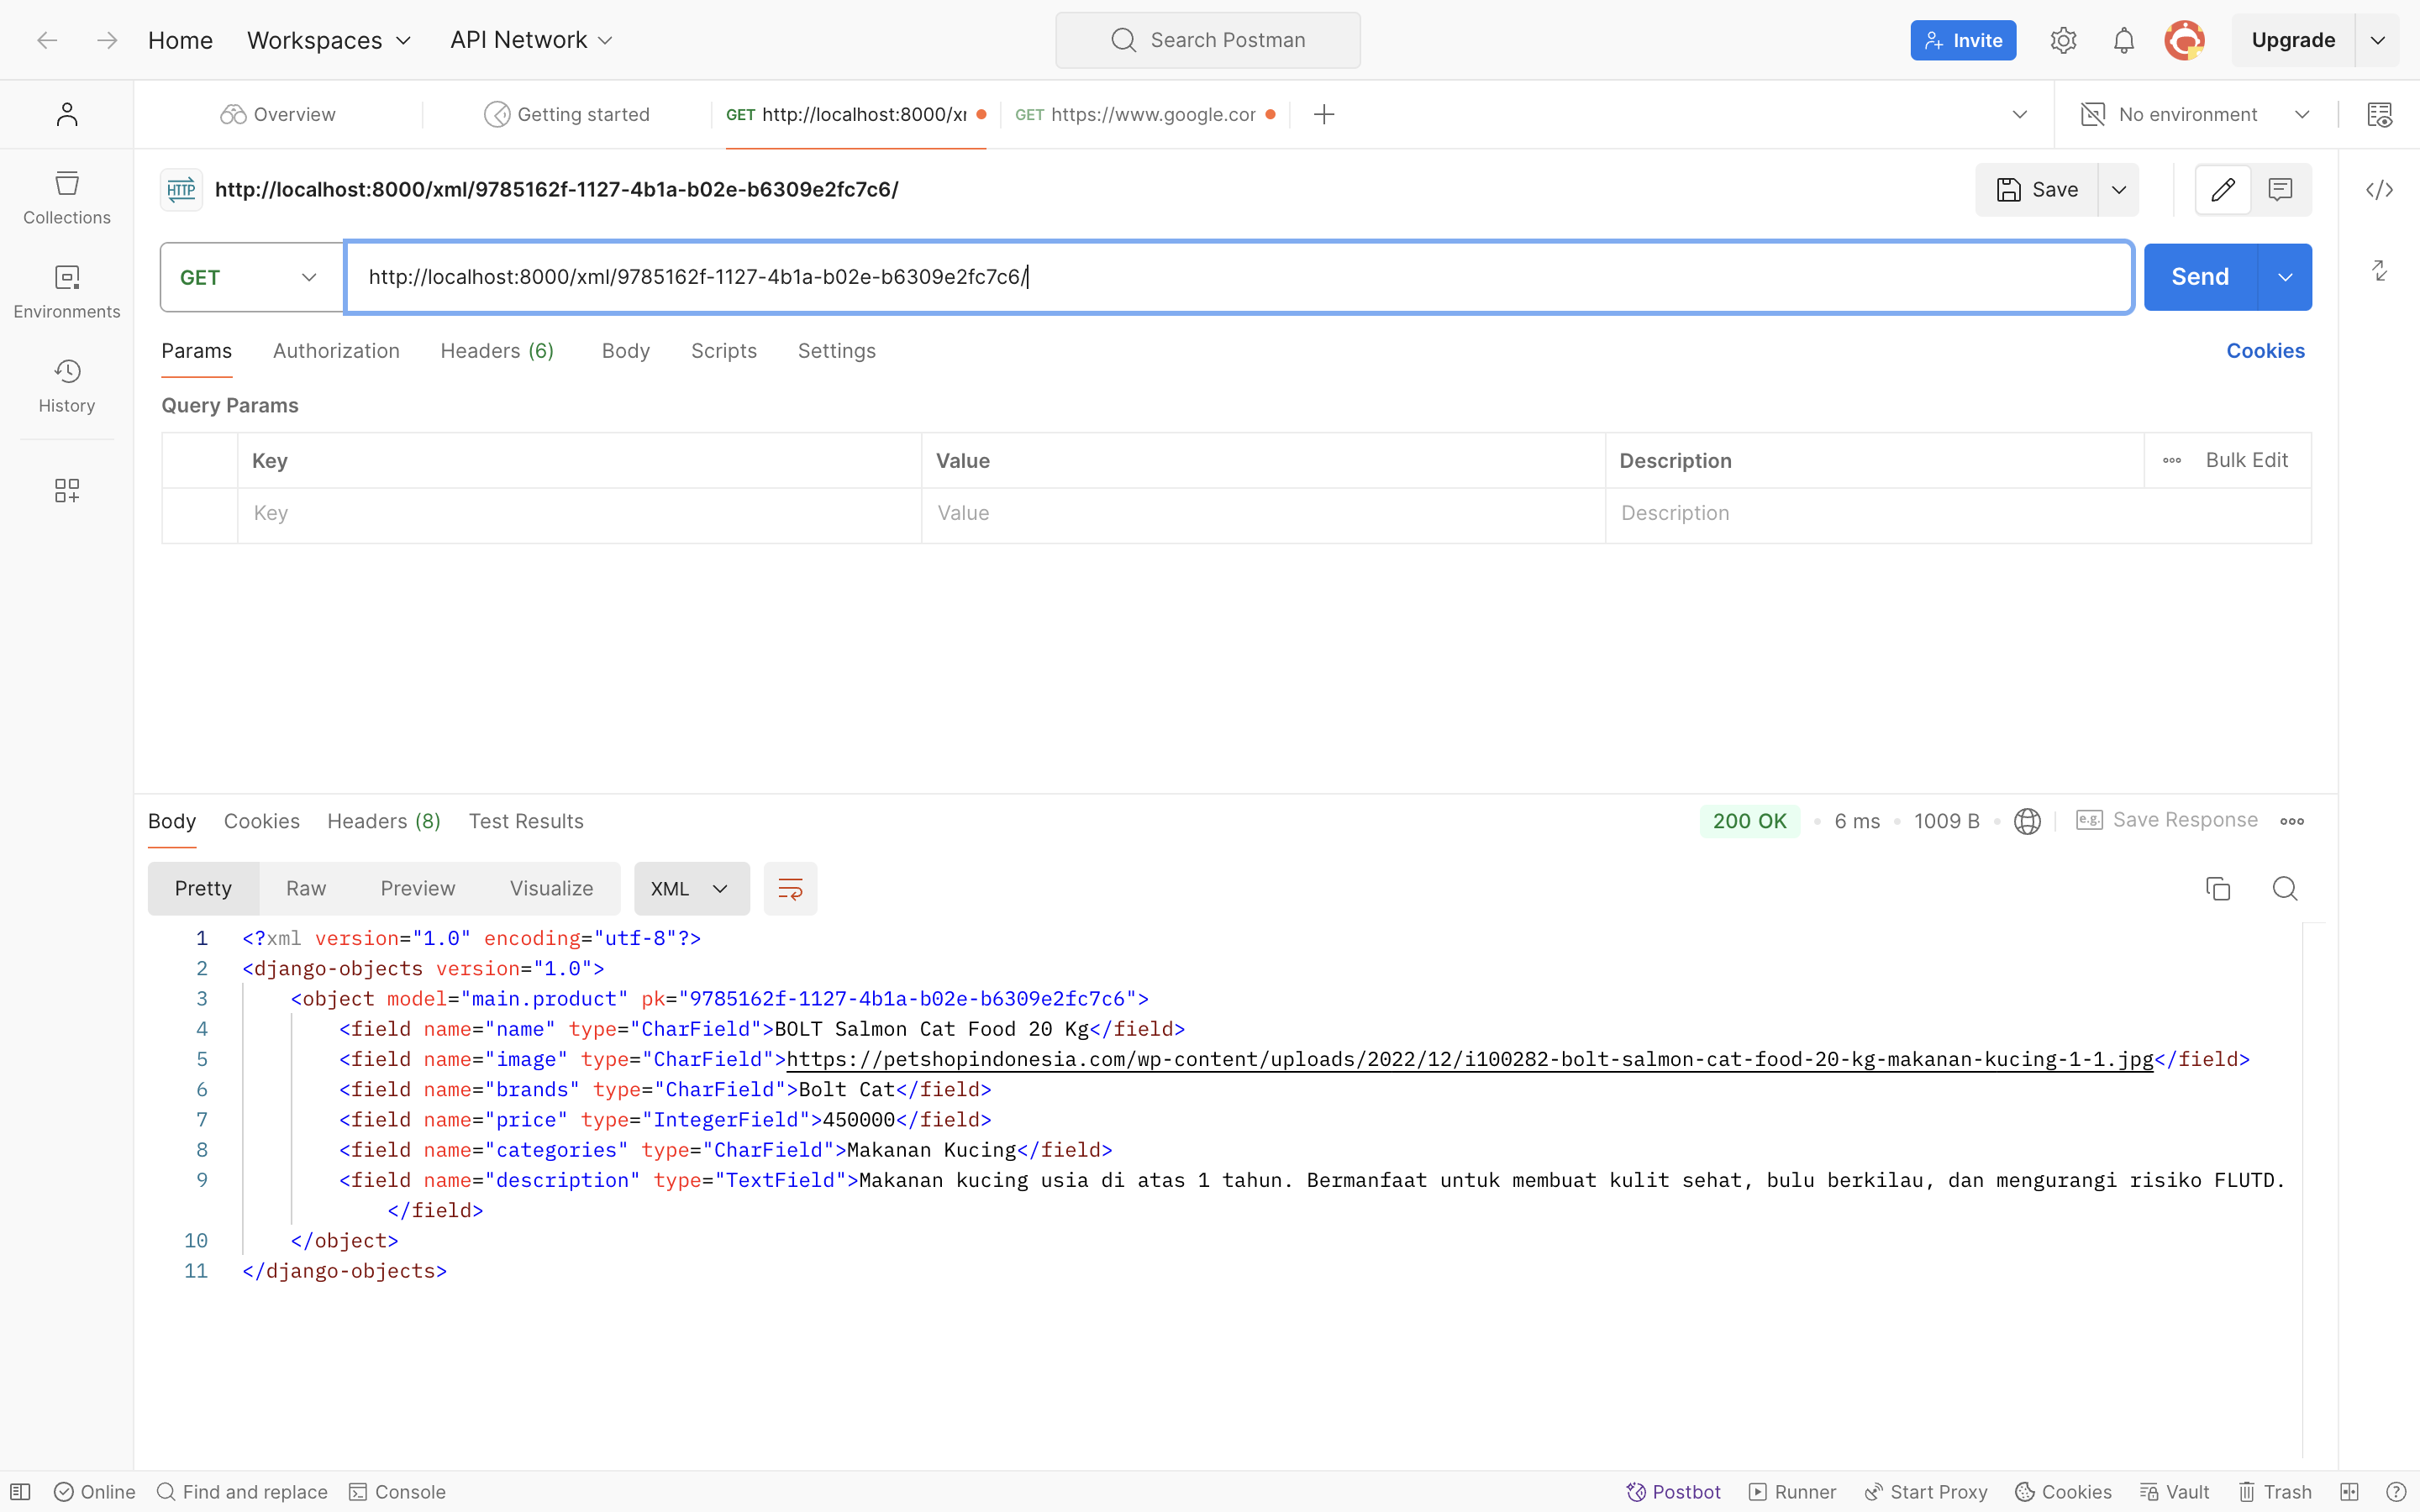 Home Workspaces API Network Search Postman Invite Upgrade
Overview Getting started GET http://localhost:8000/xr GET https://www.google.cor No environment
HTTP http://localhost:8000/xml/9785162f-1127-4b1a-b02e-b6309e2fc7c6/ Save
Collections
GET http://localhost:8000/xml/9785162f-1127-4b1a-b02e-b6309e2fc7c6/ Send
Environments
Params Authorization Headers (6) Body Scripts Settings Cookies
History
Query Params
Key Value Description Bulk Edit
Key Value Description
Body Cookies Headers (8) Test Results 200 OK 6 ms 1009 B e.g. Save Response
Pretty Raw Preview Visualize XML
1 <?xml version="1.0" encoding="utf-8"?>
2 <django-objects version="1.0">
3 <object model="main.product" pk="9785162f-1127-4b1a-b02e-b6309e2fc7c6">
4 <field name="name" type="CharField">BOLT Salmon Cat Food 20 Kg</field>
5 <field name="image" type="CharField">https://petshopindonesia.com/wp-content/uploads/2022/12/i100282-bolt-salmon-cat-food-20-kg-makanan-kucing-1-1.jpg</field>
6 <field name="brands" type="CharField">Bolt Cat</field>
7 <field name="price" type="IntegerField">450000</field>
8 <field name="categories" type="CharField">Makanan Kucing</field>
9 <field name="description" type="TextField">Makanan kucing usia di atas 1 tahun. Bermanfaat untuk membuat kulit sehat, bulu berkilau, dan mengurangi risiko FLUTD.
</field>
10 </object>
11 </django-objects>
Online Find and replace Console Postbot Runner Start Proxy Cookies Vault Trash